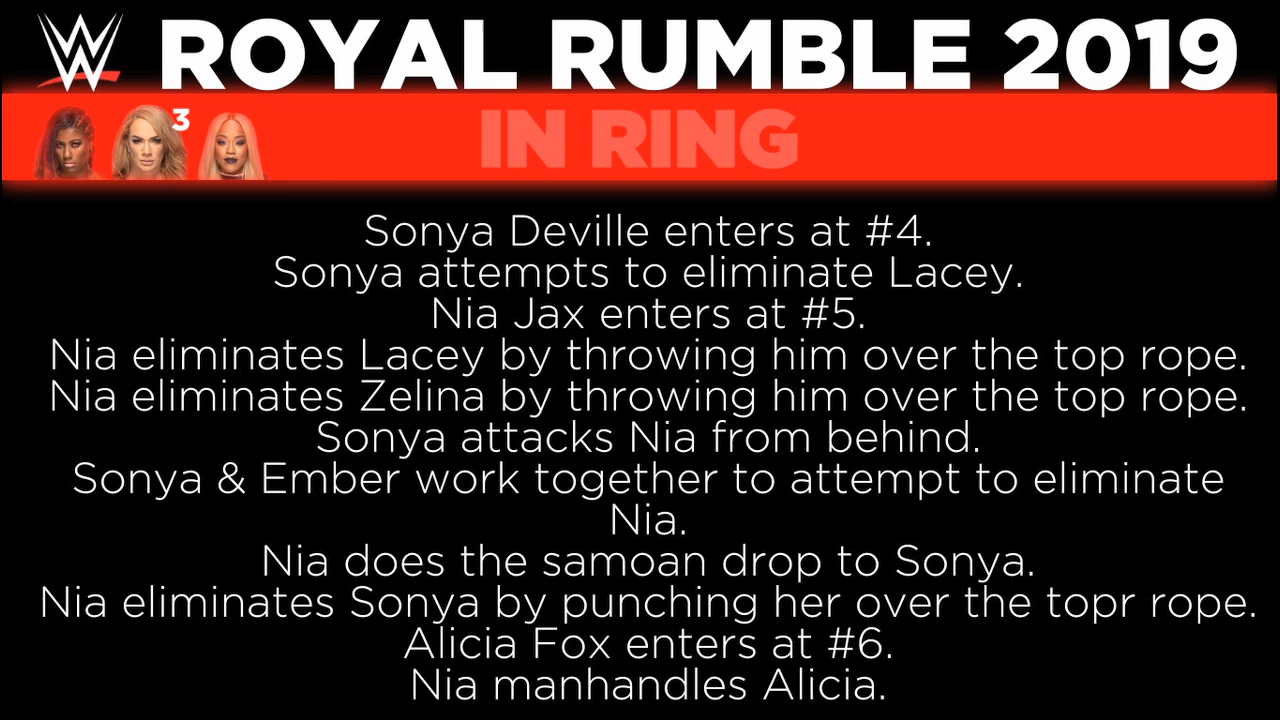 W ROYAL RUMBLE 2019
3
IN RING
Sonya Deville enters at #4.
Sonya attempts to eliminate Lacey.
Nia Jax enters at #5.
Nia eliminates Lacey by throwing him over the top rope.
Nia eliminates Zelina by throwing him over the top rope.
Sonya attacks Nia from behind.
Sonya & Ember work together to attempt to eliminate
Nia.
Nia does the samoan drop to Sonya.
Nia eliminates Sonya by punching her over the topr rope.
Alicia Fox enters at #6.
Nia manhandles Alicia.